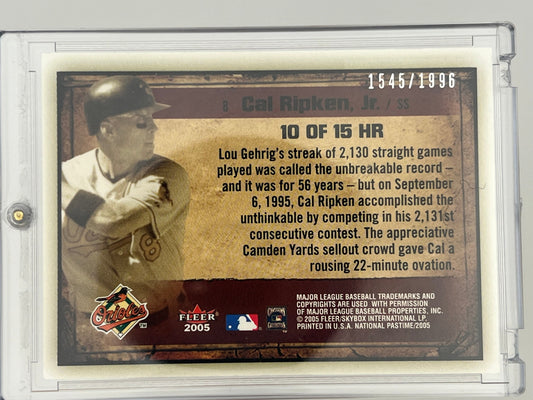 1545/1996
8 Cal Ripken, Jr. / SS
10 OF 15 HR
Lou Gehrig's streak of 2,130 straight games
played was called the unbreakable record –
and it was for 56 years – but on September
6, 1995, Cal Ripken accomplished the
unthinkable by competing in his 2,131st
consecutive contest. The appreciative
Camden Yards sellout crowd gave Cal a
rousing 22-minute ovation.
Orioles
TM
FLEER
2005
MAJOR LEAGUE BASEBALL TRADEMARKS AND
COPYRIGHTS ARE USED WITH PERMISSION
OF MAJOR LEAGUE BASEBALL PROPERTIES, INC.
© 2005 FLEER/SKYBOX INTERNATIONAL LP.
PRINTED IN U.S.A. NATIONAL PASTIME/2005